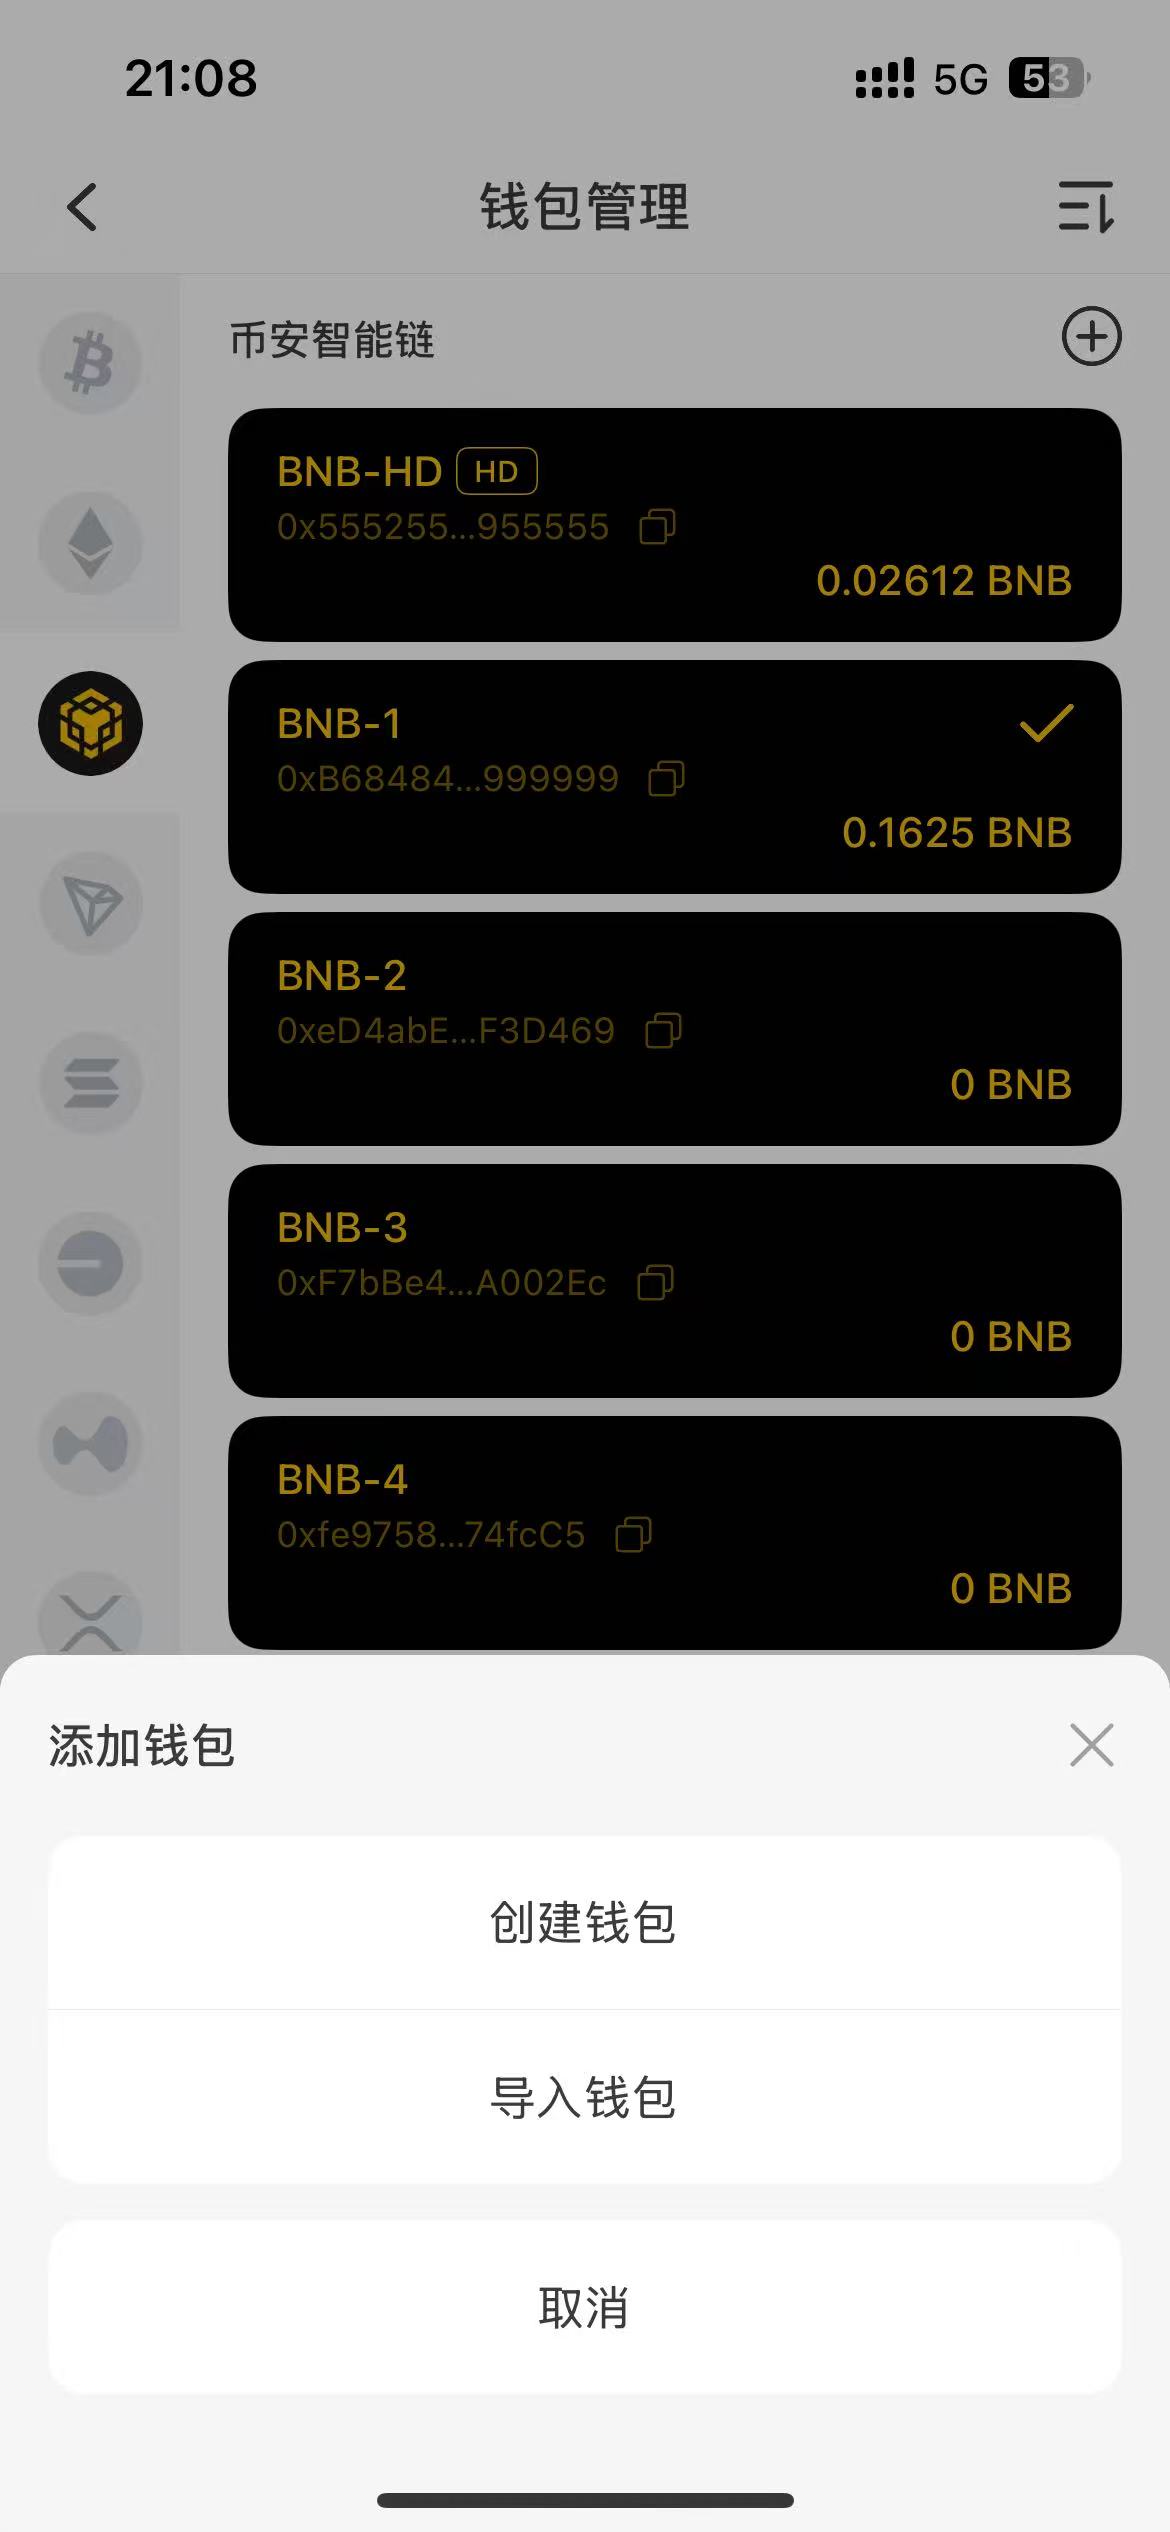 21:08
5G 53
钱包管理
币安智能链
BNB-HD HD
0x555255...955555
0.02612 BNB
BNB-1
0xB68484...999999
0.1625 BNB
BNB-2
0xeD4abE...F3D469
0 BNB
BNB-3
0xF7bBe4...A002Ec
0 BNB
BNB-4
0xfe9758...74fcC5
0 BNB
添加钱包
创建钱包
导入钱包
取消